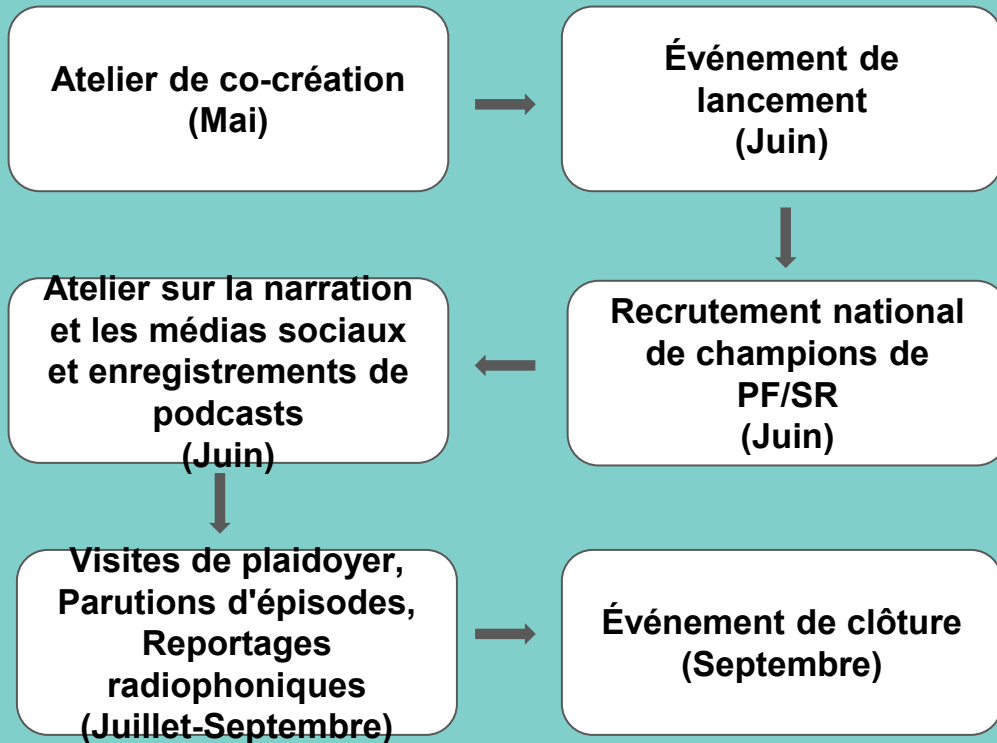 Atelier de co-création
(Mai)
Événement de
lancement
(Juin)
Recrutement national
de champions de
PF/SR
(Juin)
Atelier sur la narration
et les médias sociaux
et enregistrements de
podcasts
(Juin)
Visites de plaidoyer,
Parutions d'épisodes,
Reportages
radiophoniques
(Juillet-Septembre)
Événement de clôture
(Septembre)